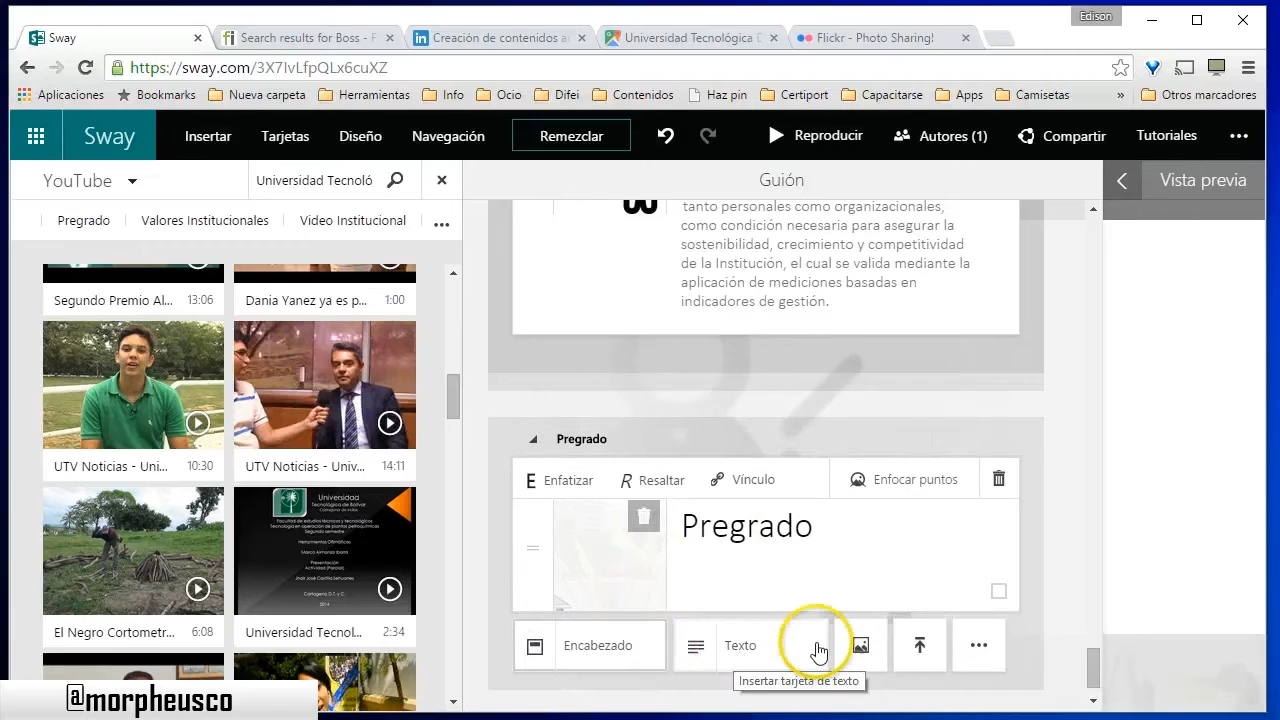 Edison
Sway
Search results for Boss -
Creacion de contenidos a
Universidad Tecnológica D
Flickr - Photo Sharing!
https://sway.com/3X7IvLfpQLx6cuXZ
Aplicaciones
Bookmarks
Nueva carpeta
Herramientas
Info
Ocio
Difei
Contenidos
Haz con
Certiport
Capacitarse
Apps
Camisetas
»
Otros marcadores
Sway
Insertar
Tarjetas
Diseño
Navegación
Remezclar
Reproducir
Autores (1)
Compartir
Tutoriales
YouTube
Universidad Tecnoló
Guión
Vista previa
Pregrado
Valores Institucionales
Video Institucional
tanto personales como organizacionales,
como condición necesaria para asegurar la
sostenibilidad, crecimiento y competitividad
de la Institución, el cual se valida mediante la
aplicación de mediciones basadas en
indicadores de gestión.
Segundo Premio Al... 13:06
Dania Yanez ya es p... 1:00
UTV Noticias - Uni... 10:30
UTV Noticias - Univ... 14:11
Universidad
Tecnológica de Bolívar
El Negro Cortometr... 6:08
Universidad Tecnol... 2:34
Pregrado
E Enfatizar
R Resaltar
Enfocar puntos
Pregrado
Encabezado
Texto
Insertar tarjeta de texto
@morpheusco